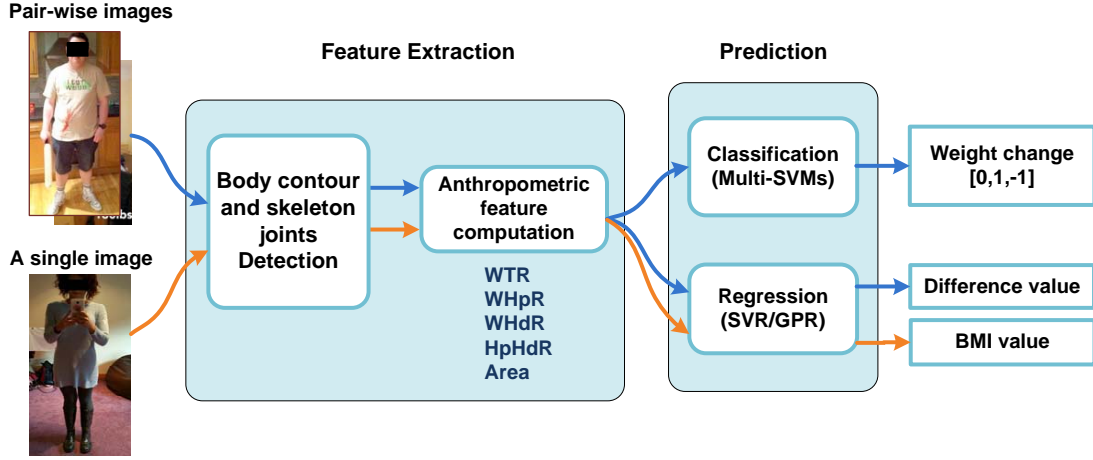 Pair-wise images
Feature Extraction
Prediction
Body contour
and skeleton
joints
Detection
Anthropometric
feature
computation
WTR
WHpR
WHdR
HpHdR
Area
Classification
(Multi-SVMs)
Weight change
[0,1,-1]
Regression
(SVR/GPR)
Difference value
BMI value
A single image